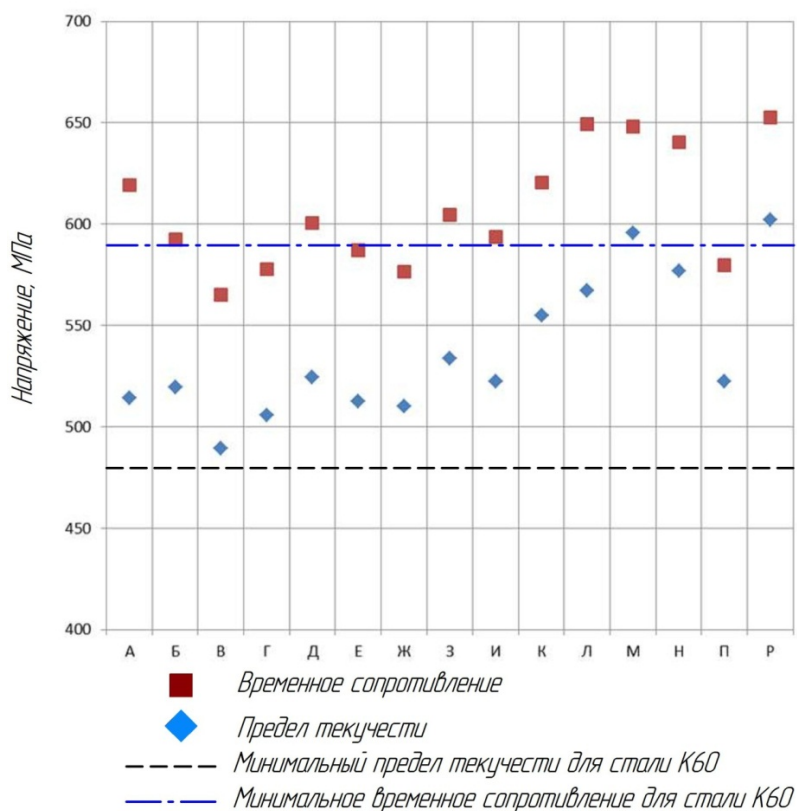 Напряжение, МПа
700
650
600
550
500
450
400
А Б В Г Д Е Ж З И К Л М Н П Р
Временное сопротивление
Предел текучести
Минимальный предел текучести для стали К60
Минимальное временное сопротивление для стали К60